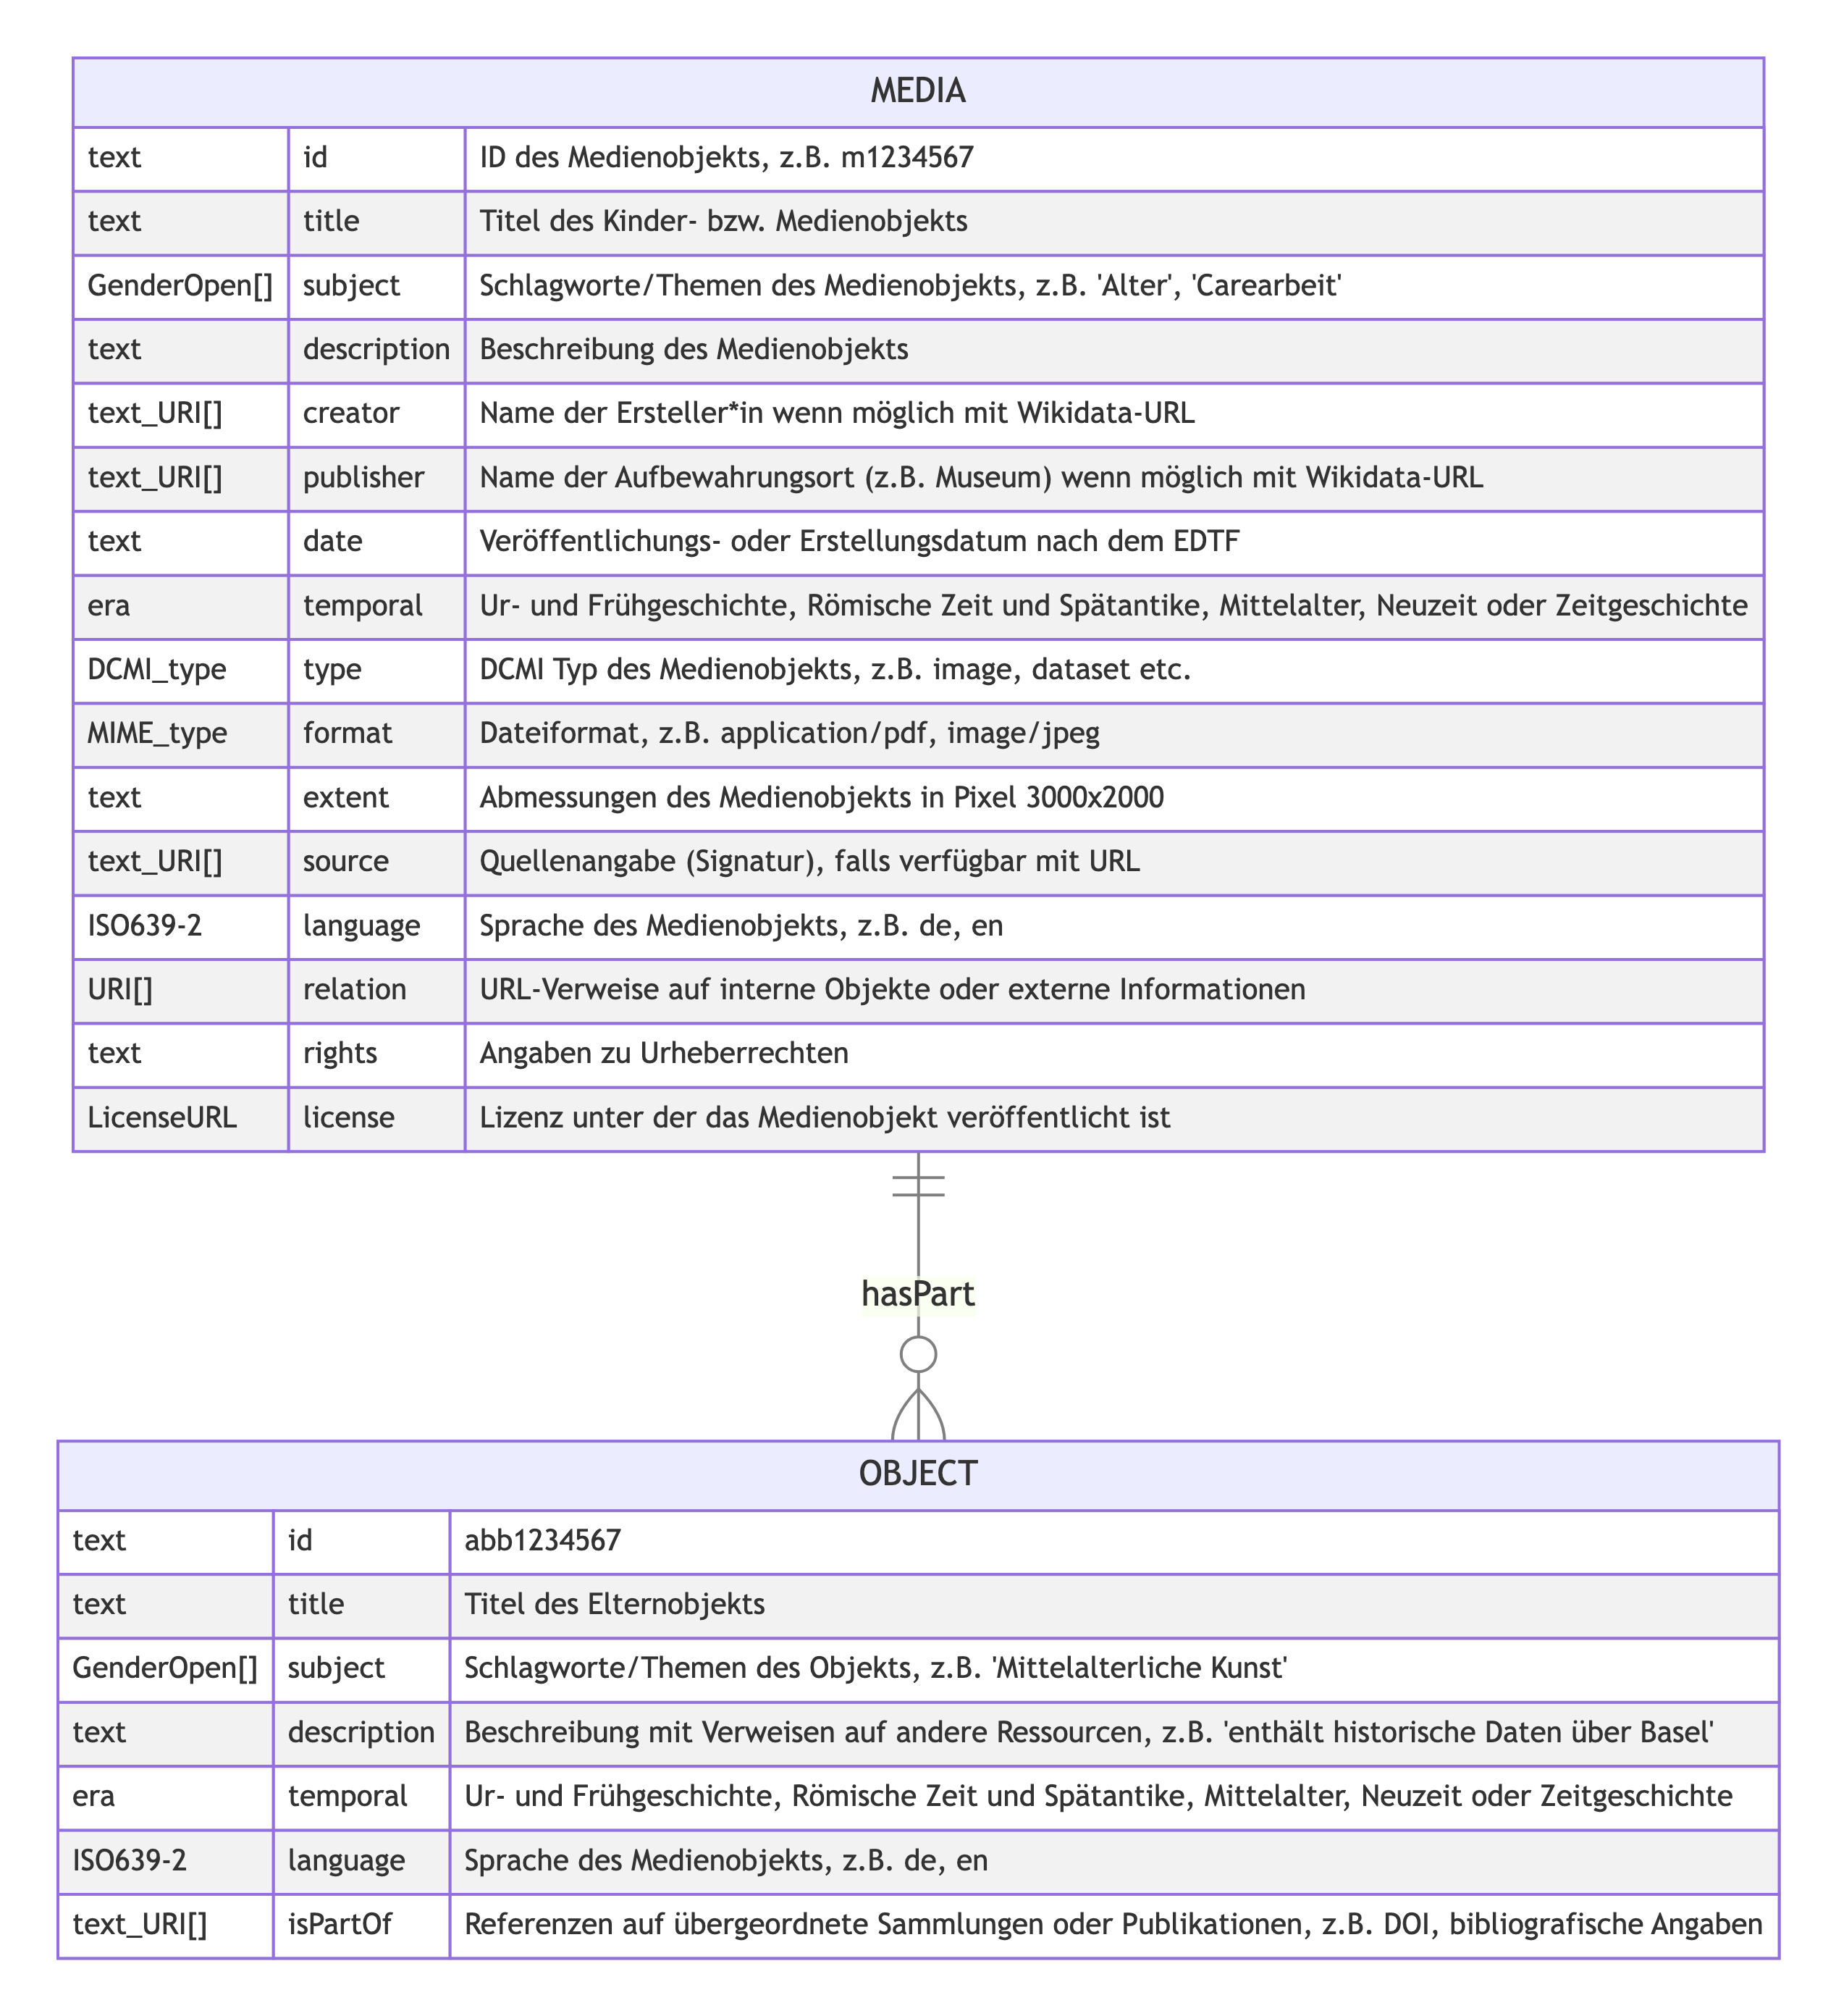 MEDIA
text id ID des Medienobjekts, z.B. m1234567
text title Titel des Kinder- bzw. Medienobjekts
GenderOpen[] subject Schlagworte/Themen des Medienobjekts, z.B. 'Alter', 'Carearbeit'
text description Beschreibung des Medienobjekts
text_URI[] creator Name der Ersteller*in wenn möglich mit Wikidata-URL
text_URI[] publisher Name der Aufbewahrungsort (z.B. Museum) wenn möglich mit Wikidata-URL
text date Veröffentlichungs- oder Erstellungsdatum nach dem EDTF
era temporal Ur- und Frühgeschichte, Römische Zeit und Spätantike, Mittelalter, Neuzeit oder Zeitgeschichte
DCMI_type type DCMI Typ des Medienobjekts, z.B. image, dataset etc.
MIME_type format Dateiformat, z.B. application/pdf, image/jpeg
text extent Abmessungen des Medienobjekts in Pixel 3000x2000
text_URI[] source Quellenangabe (Signatur), falls verfügbar mit URL
ISO639-2 language Sprache des Medienobjekts, z.B. de, en
URI[] relation URL-Verweise auf interne Objekte oder externe Informationen
text rights Angaben zu Urheberrechten
LicenseURL license Lizenz unter der das Medienobjekt veröffentlicht ist
hasPart
OBJECT
text id abb1234567
text title Titel des Elternobjekts
GenderOpen[] subject Schlagworte/Themen des Objekts, z.B. 'Mittelalterliche Kunst'
text description Beschreibung mit Verweisen auf andere Ressourcen, z.B. 'enthält historische Daten über Basel'
era temporal Ur- und Frühgeschichte, Römische Zeit und Spätantike, Mittelalter, Neuzeit oder Zeitgeschichte
ISO639-2 language Sprache des Medienobjekts, z.B. de, en
text_URI[] isPartOf Referenzen auf übergeordnete Sammlungen oder Publikationen, z.B. DOI, bibliografische Angaben